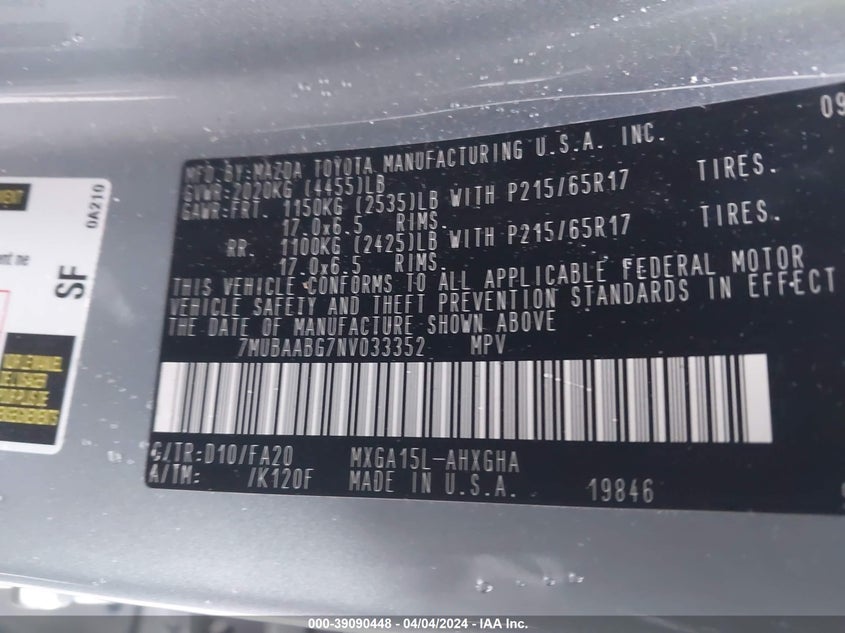 09
MFD.BY:MAZDA TOYOTA MANUFACTURING U.S.A. INC.
GVWR:2020KG (4455)LB
GAWR:FRT. 1150KG (2535)LB WITH P215/65R17 TIRES.
17.0x6.5 RIMS.
RR. 1100KG (2425)LB WITH P215/65R17 TIRES.
17.0x6.5 RIMS.
THIS VEHICLE CONFORMS TO ALL APPLICABLE FEDERAL MOTOR
VEHICLE SAFETY AND THEFT PREVENTION STANDARDS IN EFFECT
THE DATE OF MANUFACTURE SHOWN ABOVE
7MUBAABG7NV033352 MPV
C/TR:D10/FA20 MXGA15L-AHXGHA
A/TM: /K120F MADE IN U.S.A. 19846
0A210
SF
000-39090448 - 04/04/2024 - IAA Inc.